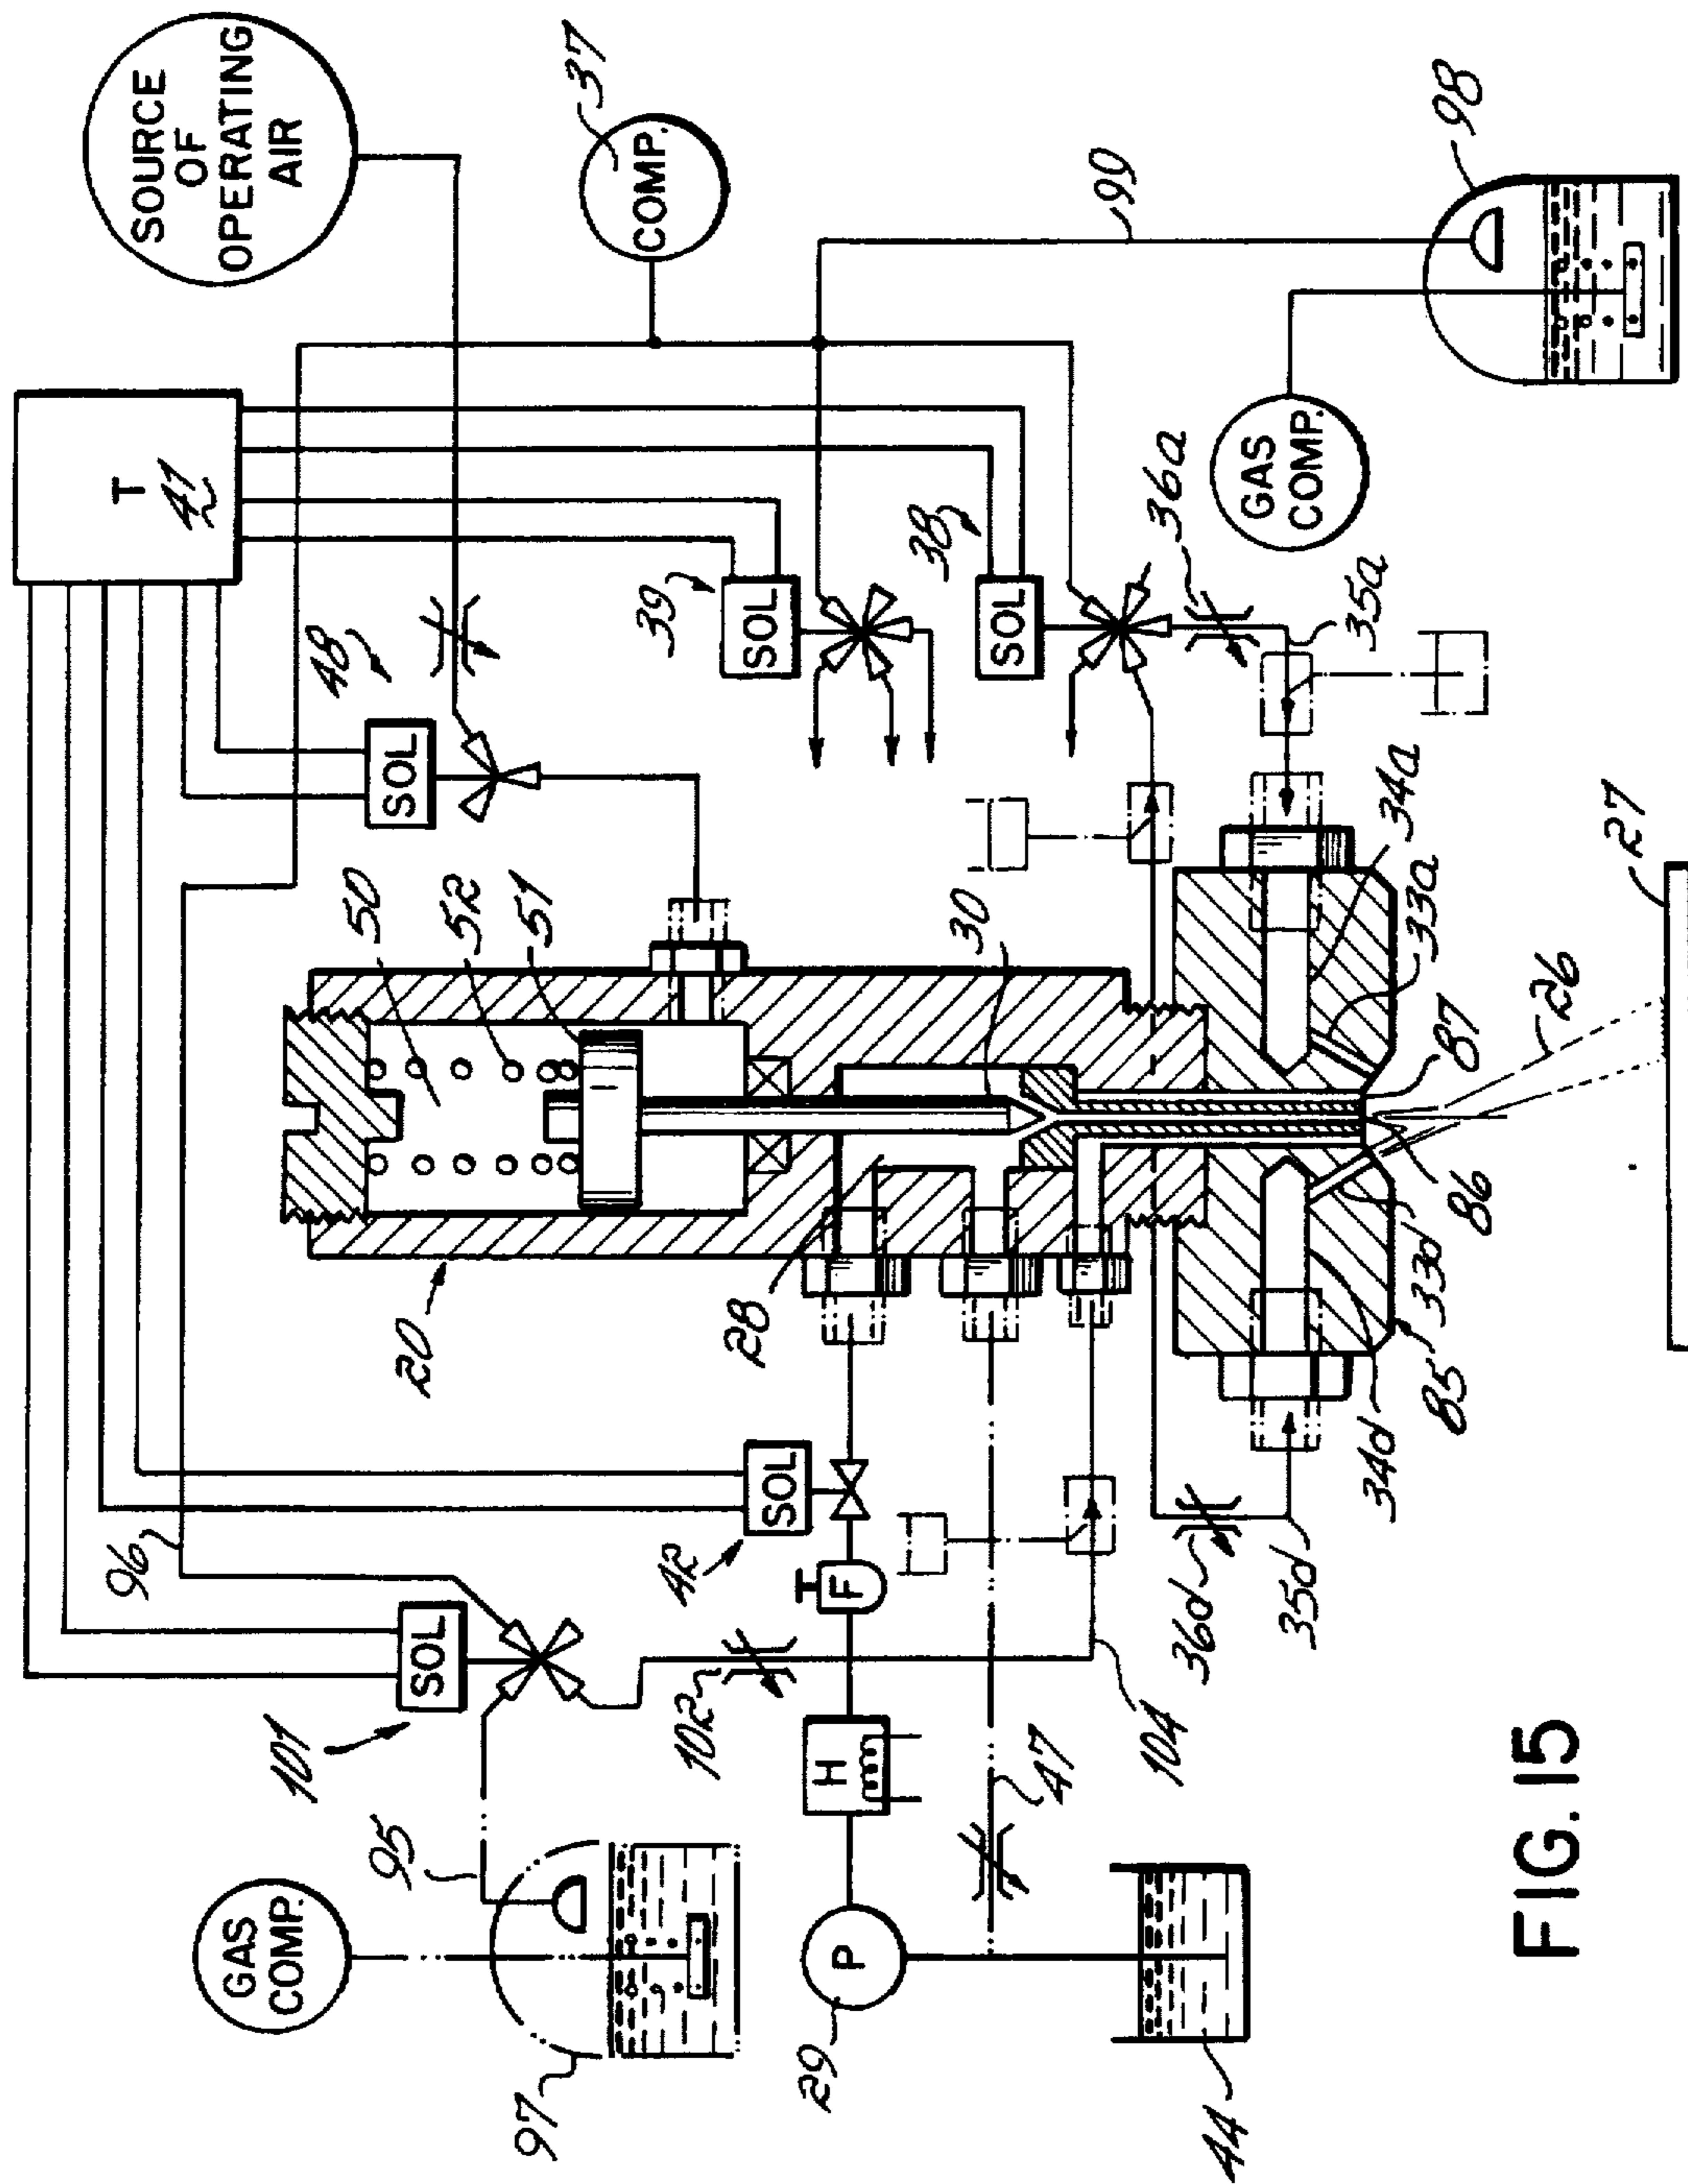 SOURCE
OF
OPERATING
AIR
T
41
COMP.
37
96
48
SOL
39
SOL
38
SOL
36a
35a
99
98
GAS
COMP.
101
SOL
50
52
51
20
42
SOL
F
30
28
102
H
47
104
36d
35d
34a
33a
87
26
27
86
33d
85
34d
GAS
COMP.
95
97
P
29
44
FIG. 15